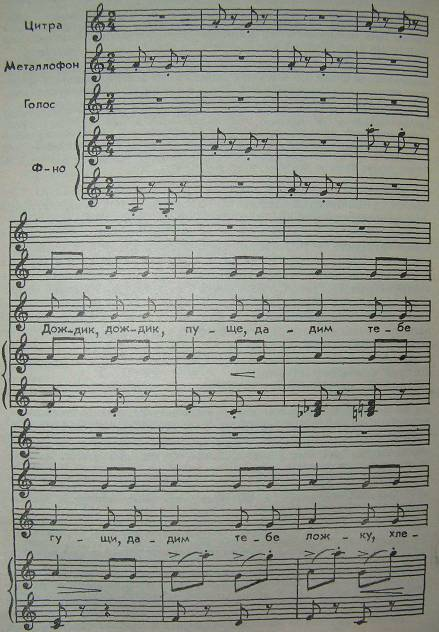 Цитра
Металлофон
Голос
Ф-но
Дож-дик, дож-дик, пу - ще, да - дим те - бе
гу - щи, да - дим те - бе лож - ку, хле -